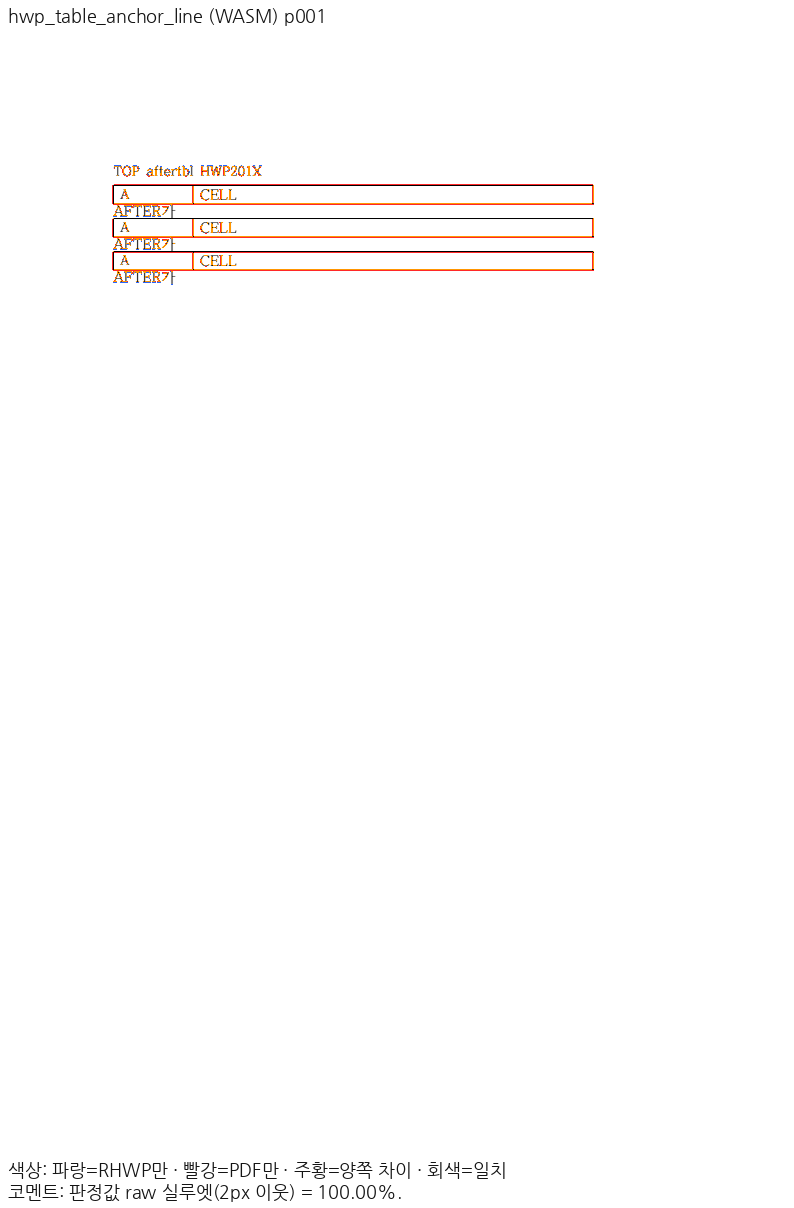 hwp_table_anchor_line (WASM) p001
TOP aftertbl HWP201X
A CELL
AFTER가
A CELL
AFTER가
A CELL
AFTER가
색상: 파랑=RHWP만 · 빨강=PDF만 · 주황=양쪽 차이 · 회색=일치
코멘트: 판정값 raw 실루엣(2px 이웃) = 100.00%.